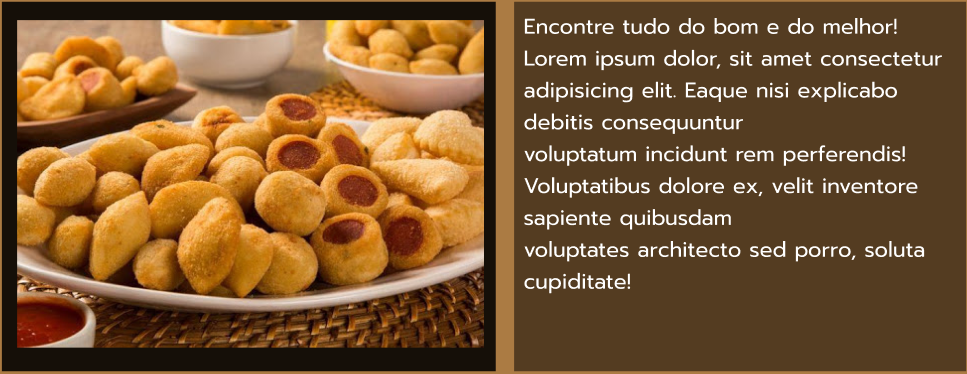 Encontre tudo do bom e do melhor!
Lorem ipsum dolor, sit amet consectetur
adipisicing elit. Eaque nisi explicabo
debitis consequuntur
voluptatum incidunt rem perferendis!
Voluptatibus dolore ex, velit inventore
sapiente quibusdam
voluptates architecto sed porro, soluta
cupiditate!